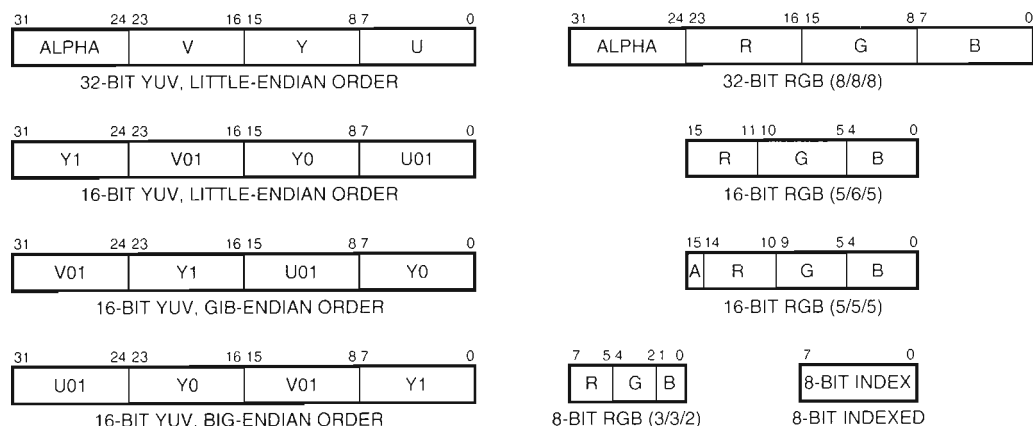 31 24 23 16 15 8 7 0
ALPHA V Y U
32-BIT YUV, LITTLE-ENDIAN ORDER
31 24 23 16 15 8 7 0
Y1 V01 Y0 U01
16-BIT YUV, LITTLE-ENDIAN ORDER
31 24 23 16 15 8 7 0
V01 Y1 U01 Y0
16-BIT YUV, GIB-ENDIAN ORDER
31 24 23 16 15 8 7 0
U01 Y0 V01 Y1
16-BIT YUV, BIG-ENDIAN ORDER
31 24 23 16 15 8 7 0
ALPHA R G B
32-BIT RGB (8/8/8)
15 11 10 5 4 0
R G B
16-BIT RGB (5/6/5)
15 14 10 9 5 4 0
A R G B
16-BIT RGB (5/5/5)
7 5 4 2 1 0
R G B
8-BIT RGB (3/3/2)
7 0
8-BIT INDEX
8-BIT INDEXED